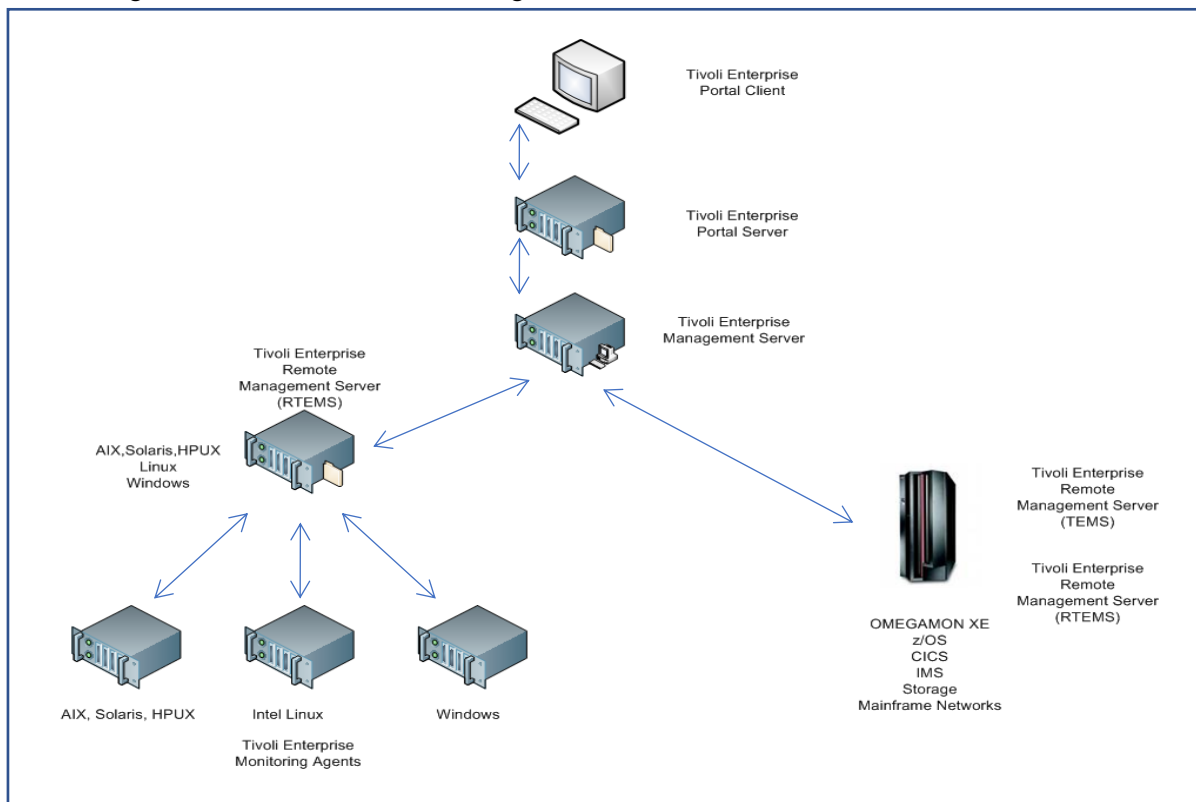 Tivoli Enterprise
Portal Client
Tivoli Enterprise
Portal Server
Tivoli Enterprise
Management Server
Tivoli Enterprise
Remote
Management Server
(RTEMS)
AIX,Solaris,HPUX
Linux
Windows
Tivoli Enterprise
Remote
Management Server
(TEMS)
Tivoli Enterprise
Remote
Management Server
(RTEMS)
OMEGAMON XE
z/OS
CICS
IMS
Storage
Mainframe Networks
AIX, Solaris, HPUX
Intel Linux
Windows
Tivoli Enterprise
Monitoring Agents